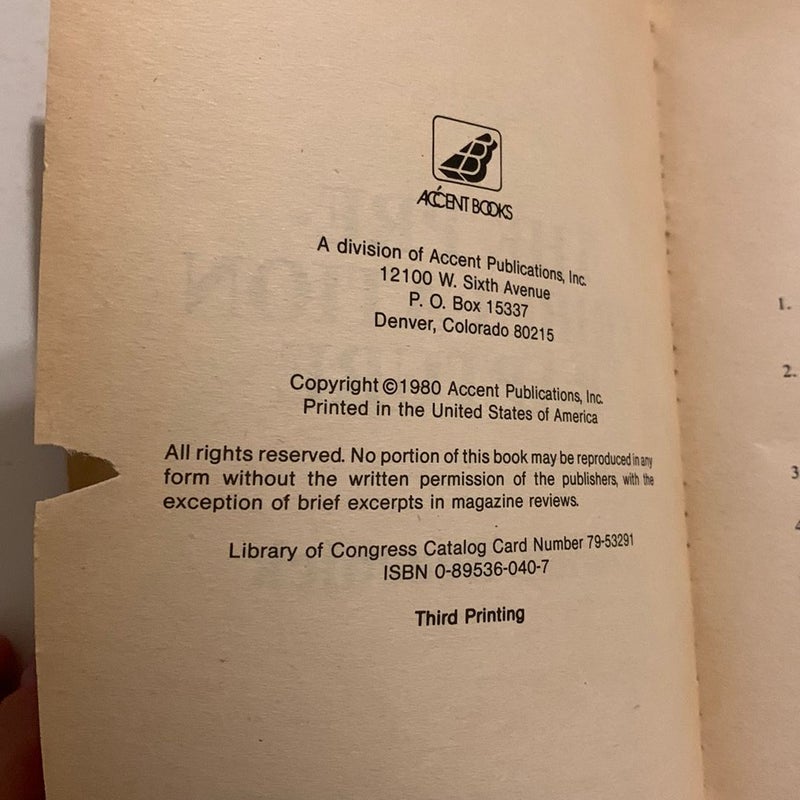 ACCENT BOOKS
A division of Accent Publications, Inc.
12100 W. Sixth Avenue
P. O. Box 15337
Denver, Colorado 80215
Copyright ©1980 Accent Publications, Inc.
Printed in the United States of America
All rights reserved. No portion of this book may be reproduced in any
form without the written permission of the publishers, with the
exception of brief excerpts in magazine reviews.
Library of Congress Catalog Card Number 79-53291
ISBN 0-89536-040-7
Third Printing
1.
2.
3
4